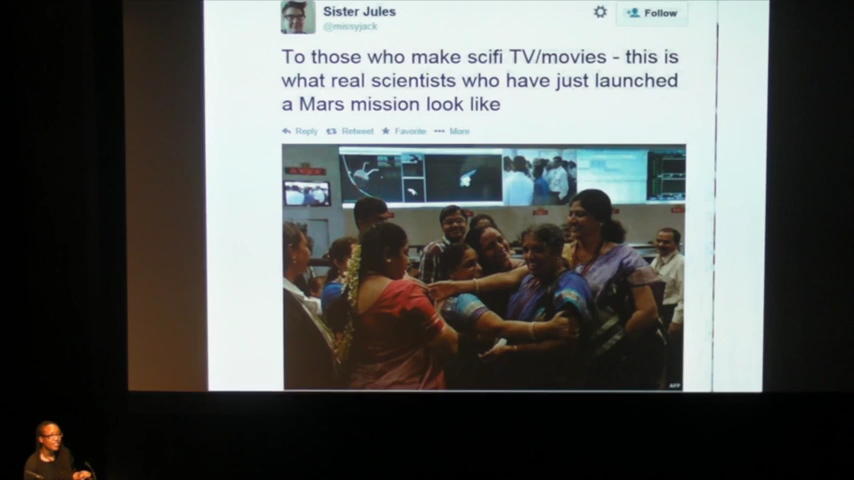 Sister Jules
@missyjack
Follow
To those who make scifi TV/movies - this is
what real scientists who have just launched
a Mars mission look like
Reply Retweet Favorite More
AFP